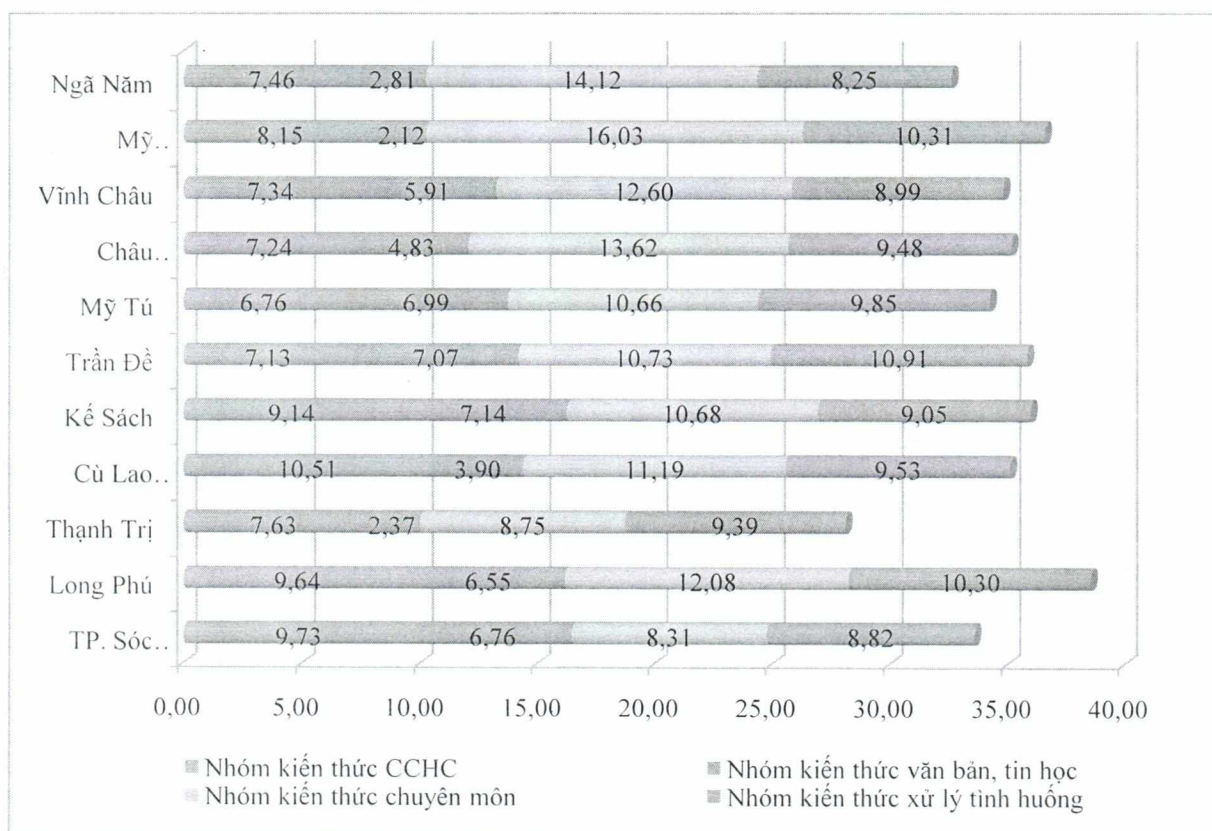 Ngã Năm 7,46 2,81 14,12 8,25
Mỹ.. 8,15 2,12 16,03 10,31
Vĩnh Châu 7,34 5,91 12,60 8,99
Châu.. 7,24 4,83 13,62 9,48
Mỹ Tú 6,76 6,99 10,66 9,85
Trần Đề 7,13 7,07 10,73 10,91
Kế Sách 9,14 7,14 10,68 9,05
Cù Lao.. 10,51 3,90 11,19 9,53
Thạnh Trị 7,63 2,37 8,75 9,39
Long Phú 9,64 6,55 12,08 10,30
TP. Sóc.. 9,73 6,76 8,31 8,82
0,00 5,00 10,00 15,00 20,00 25,00 30,00 35,00 40,00
Nhóm kiến thức CCHC Nhóm kiến thức văn bản, tin học
Nhóm kiến thức chuyên môn Nhóm kiến thức xử lý tình huống